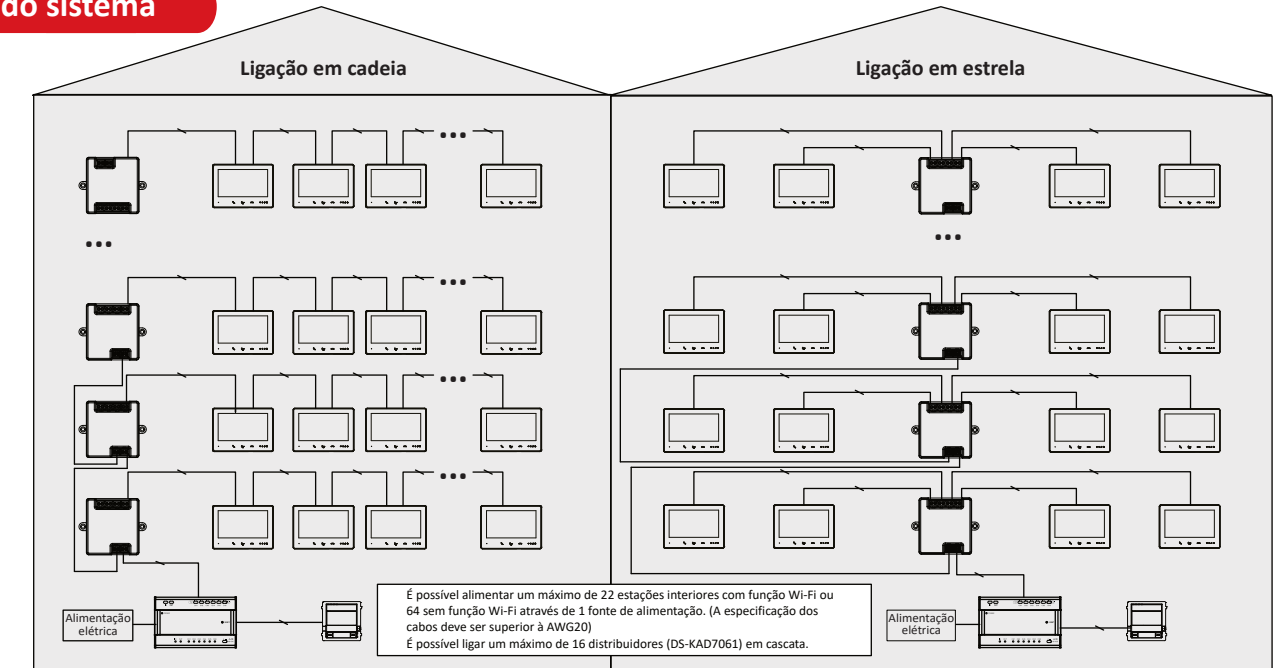 do sistema
Ligação em cadeia
Ligação em estrela
Alimentação
elétrica
É possível alimentar um máximo de 22 estações interiores com função Wi-Fi ou
64 sem função Wi-Fi através de 1 fonte de alimentação. (A especificação dos
cabos deve ser superior à AWG20)
É possível ligar um máximo de 16 distribuidores (DS-KAD7061) em cascata.
Alimentação
elétrica